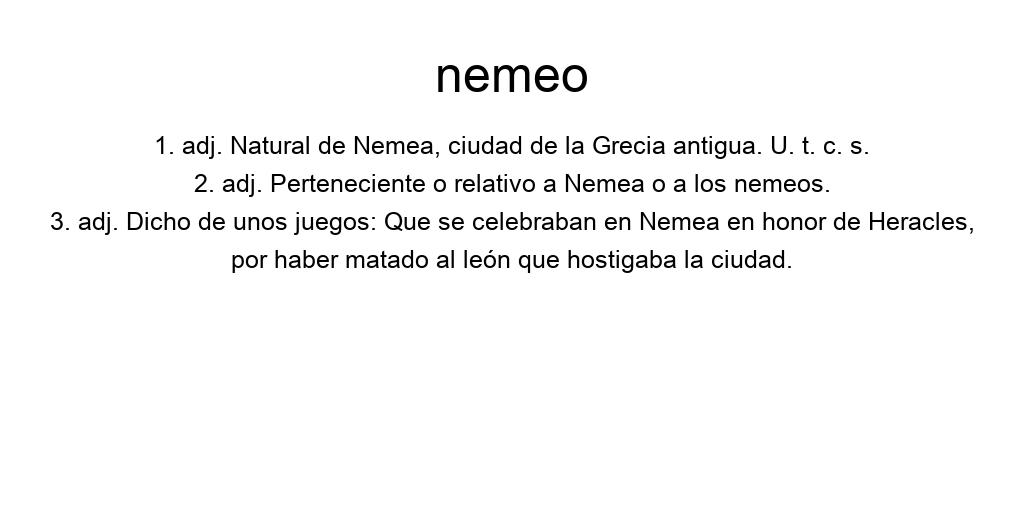 nemeo
1. adj. Natural de Nemea, ciudad de la Grecia antigua. U. t. c. s.
2. adj. Perteneciente o relativo a Nemea o a los nemeos.
3. adj. Dicho de unos juegos: Que se celebraban en Nemea en honor de Heracles,
por haber matado al león que hostigaba la ciudad.